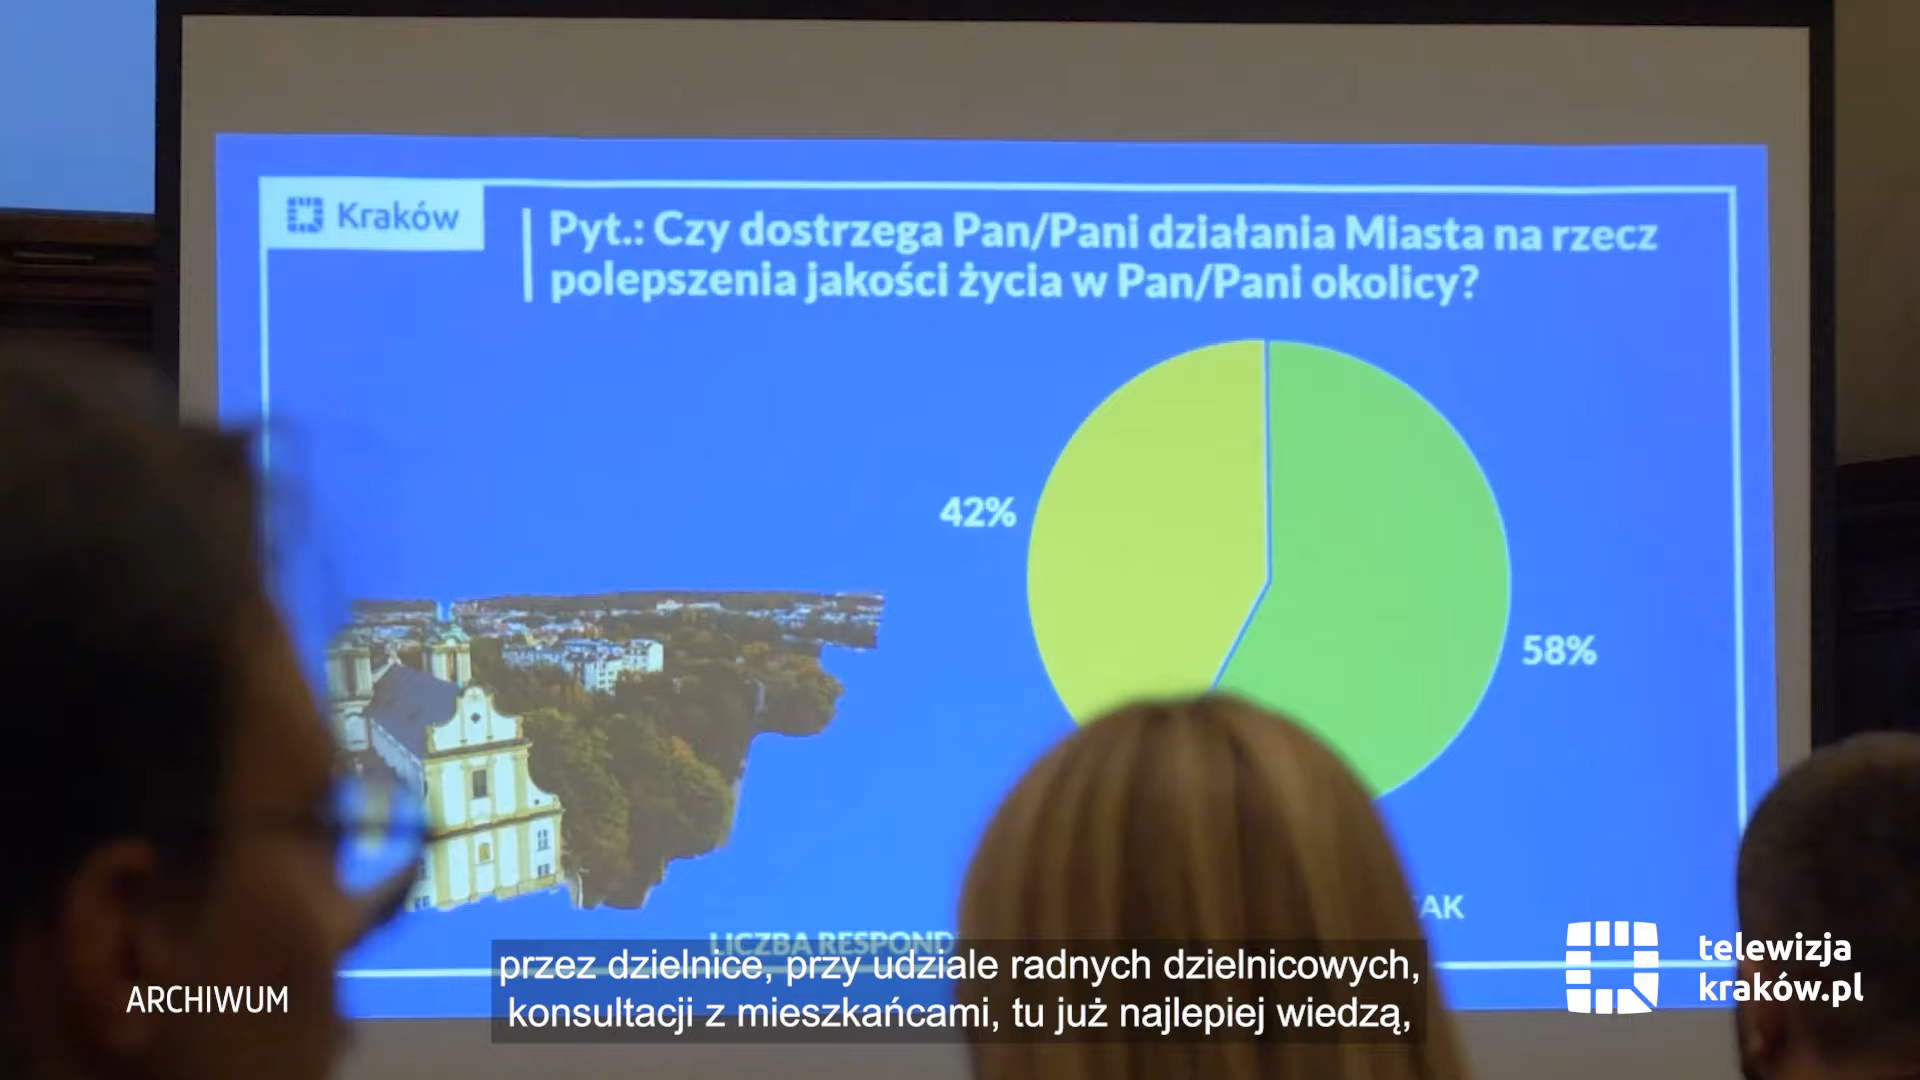 Kraków
Pyt.: Czy dostrzega Pan/Pani działania Miasta na rzecz
polepszenia jakości życia w Pan/Pani okolicy?
42%
58%
LICZBA
przez dzielnice, przy udziale radnych dzielnicowych,
konsultacji z mieszkańcami, tu już najlepiej wiedzą,
ARCHIWUM
telewizja
kraków.pl